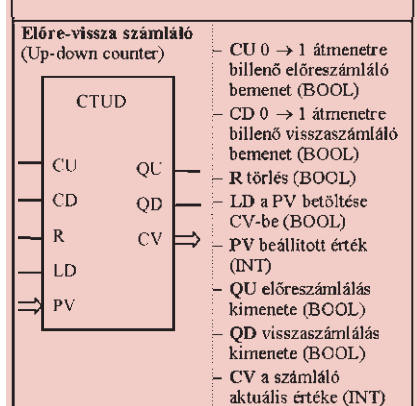 Előre-vissza számláló
(Up-down counter)
CTUD
CU
CD
R
LD
PV
QU
QD
CV
– CU 0 → 1 átmenetre
billenő előreszámláló
bemenet (BOOL)
– CD 0 → 1 átmenetre
billenő visszaszámláló
bemenet (BOOL)
– R törlés (BOOL)
– LD a PV betöltése
CV-be (BOOL)
– PV beállított érték
(INT)
– QU előreszámlálás
kimenete (BOOL)
– QD visszaszámlálás
kimenete (BOOL)
– CV a számláló
aktuális értéke (INT)